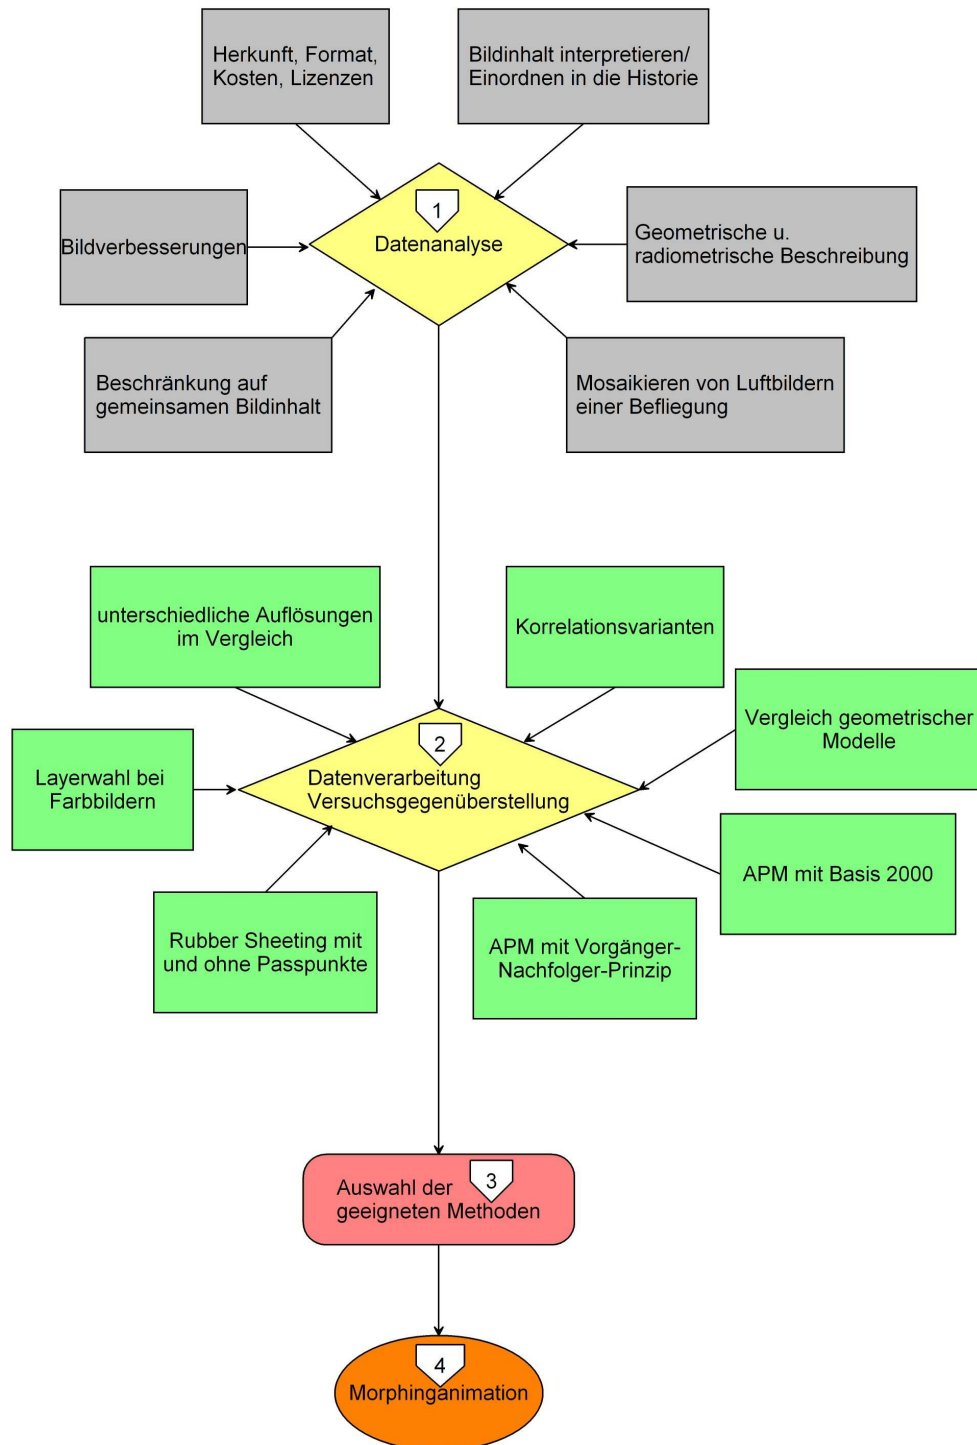 Herkunft, Format,
Kosten, Lizenzen
Bildinhalt interpretieren/
Einordnen in die Historie
1
Datenanalyse
Bildverbesserungen
Geometrische u.
radiometrische Beschreibung
Beschränkung auf
gemeinsamen Bildinhalt
Mosaikieren von Luftbildern
einer Befliegung
unterschiedliche Auflösungen
im Vergleich
Korrelationsvarianten
Vergleich geometrischer
Modelle
2
Datenverarbeitung
Versuchsgegenüberstellung
Layerwahl bei
Farbbildern
APM mit Basis 2000
Rubber Sheeting mit
und ohne Passpunkte
APM mit Vorgänger-
Nachfolger-Prinzip
3
Auswahl der
geeigneten Methoden
4
Morphinganimation